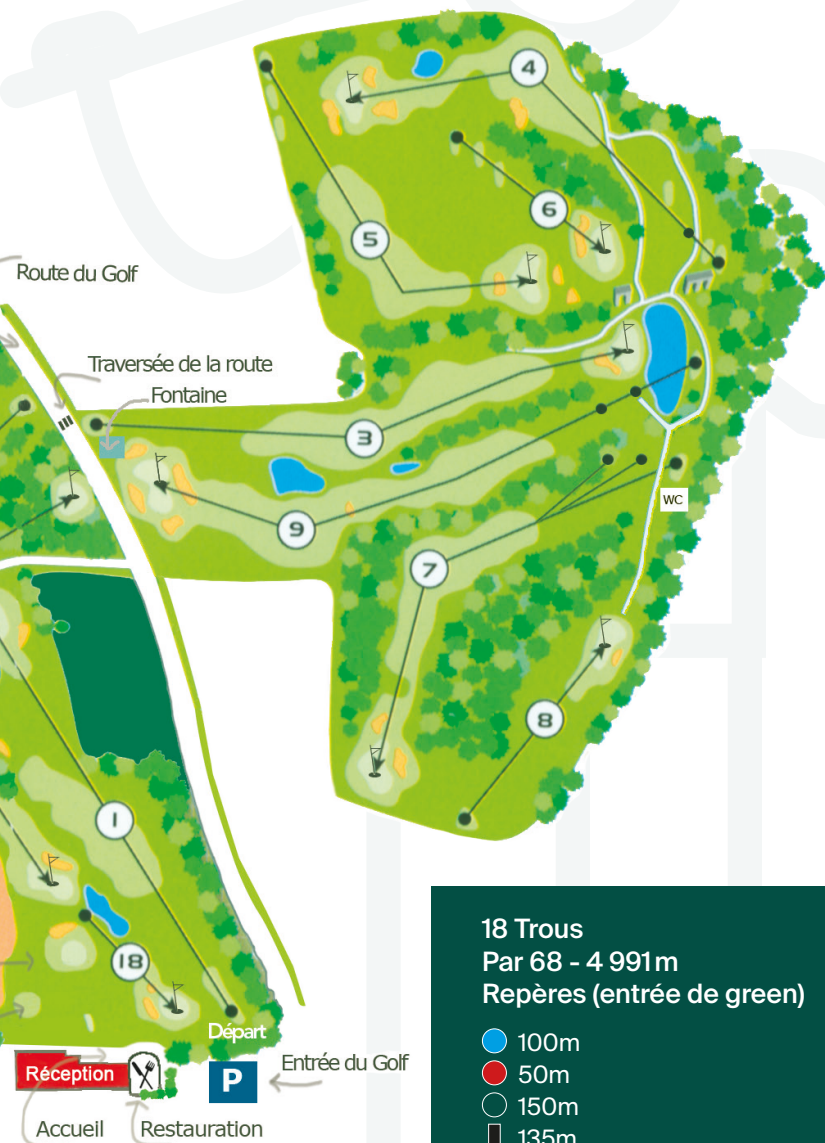 4
6
5
Route du Golf
Traversée de la route
Fontaine
3
WC
9
7
8
1
18
Départ
Réception
P
Entrée du Golf
Accueil
Restauration
18 Trous
Par 68 - 4 991 m
Repères (entrée de green)
100m
50m
150m
135m